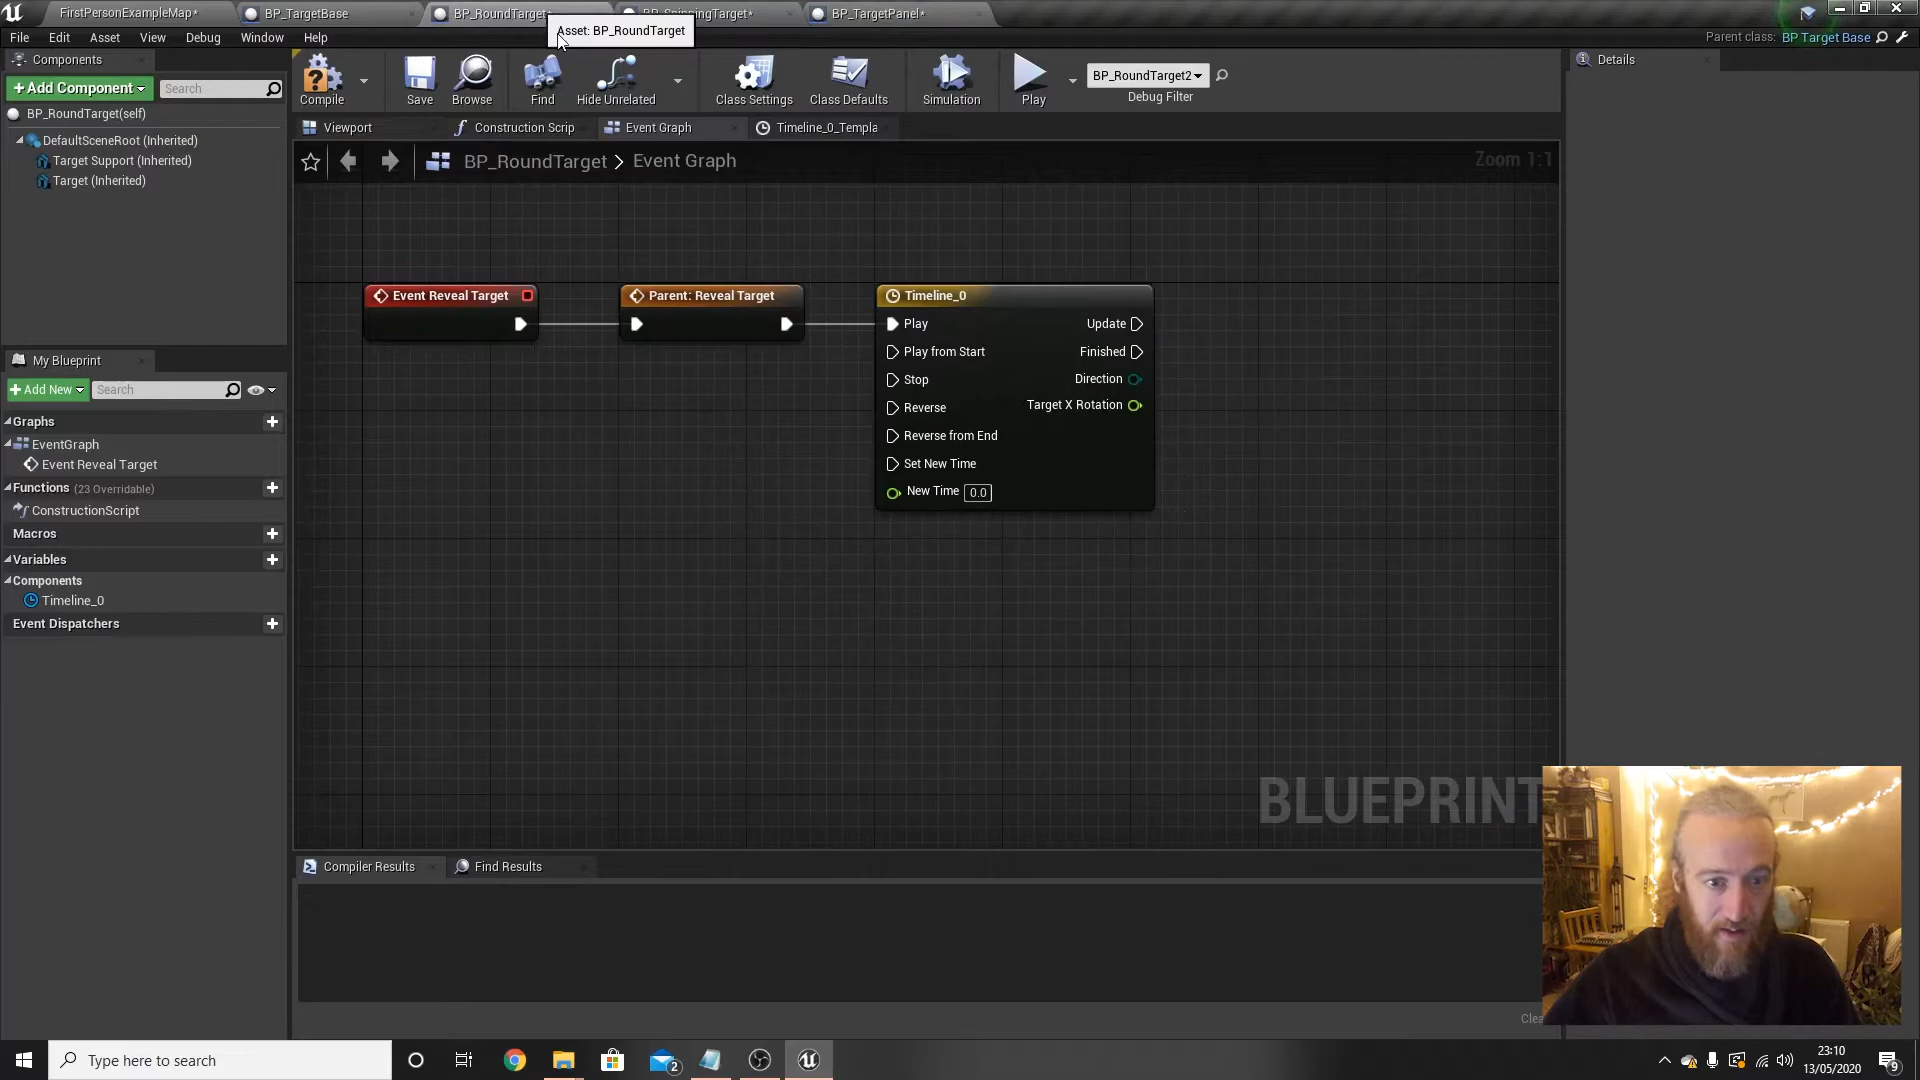 FirstPersonExampleMap*
BP_TargetBase
BP_RoundTarget*
BP_SpinningTarget*
BP_TargetPanel*
Asset: BP_RoundTarget
File Edit Asset View Debug Window Help
Parent class: BP Target Base
Components
Details
+Add Component
Search
Compile
Save
Browse
Find
Hide Unrelated
Class Settings
Class Defaults
Simulation
Play
BP_RoundTarget2
Debug Filter
BP_RoundTarget(self)
DefaultSceneRoot (Inherited)
Target Support (Inherited)
Target (Inherited)
Viewport
Construction Scrip
Event Graph
Timeline_0_Templa
BP_RoundTarget > Event Graph
Zoom 1:1
Event Reveal Target
Parent: Reveal Target
Timeline_0
Play
Play from Start
Stop
Reverse
Reverse from End
Set New Time
New Time 0.0
Update
Finished
Direction
Target X Rotation
My Blueprint
+Add New
Search
Graphs
EventGraph
Event Reveal Target
Functions (23 Overridable)
ConstructionScript
Macros
Variables
Components
Timeline_0
Event Dispatchers
BLUEPRINT
Compiler Results
Find Results
Clea
Type here to search
2
23:10
13/05/2020
9